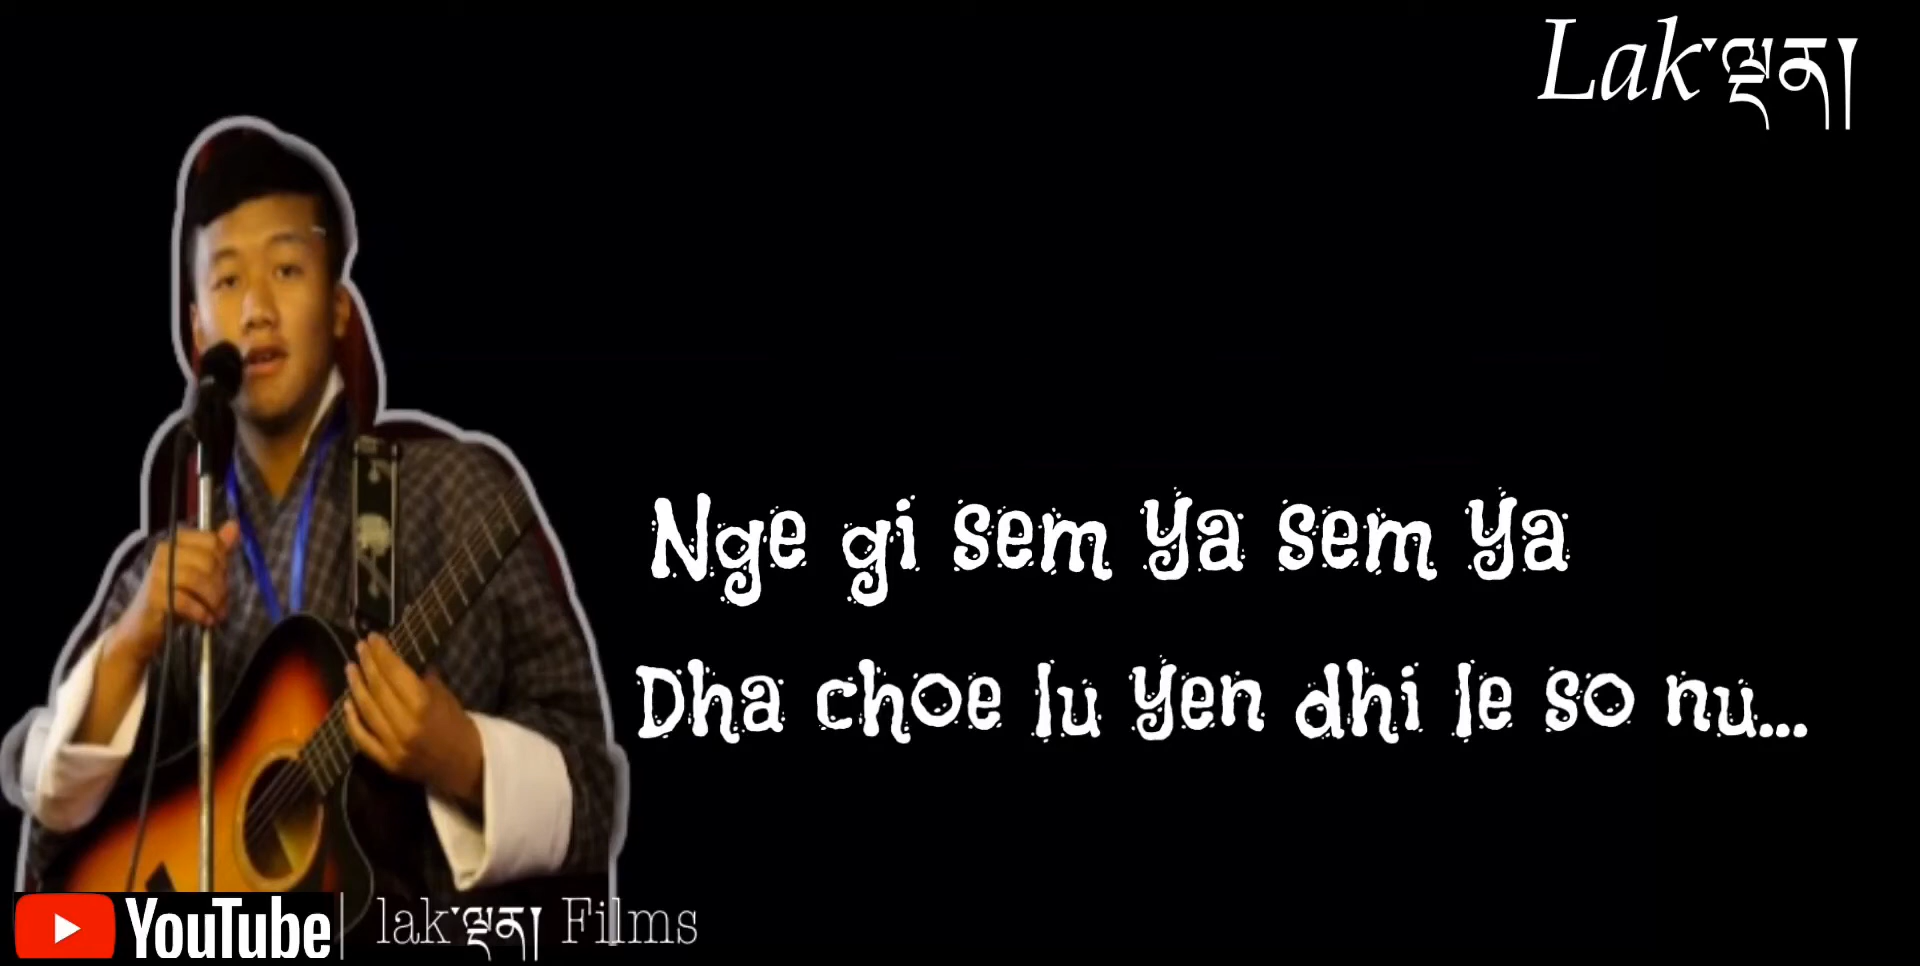 Lak་ལྡན།
Nge gi sem ya sem ya
Dha choe lu yen dhi le so nu...
YouTube | lak་ལྡན། Films